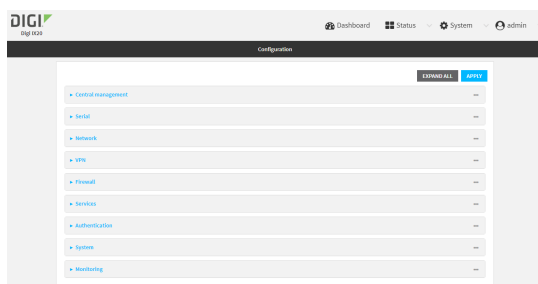 DIGI
Digi IX20
Dashboard
Status
System
admin
Configuration
EXPAND ALL
APPLY
Central management
Serial
Network
VPN
Firewall
Services
Authentication
System
Monitoring